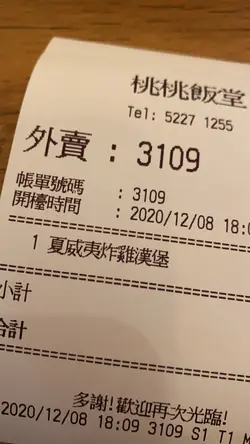 桃桃飯堂
Tel: 5227 1255
外賣 : 3109
帳單號碼 : 3109
開檯時間 : 2020/12/08 18:0
1 夏威夷炸雞漢堡
小計
合計
多謝!歡迎再次光臨!
2020/12/08 18:09 3109 S1 T1